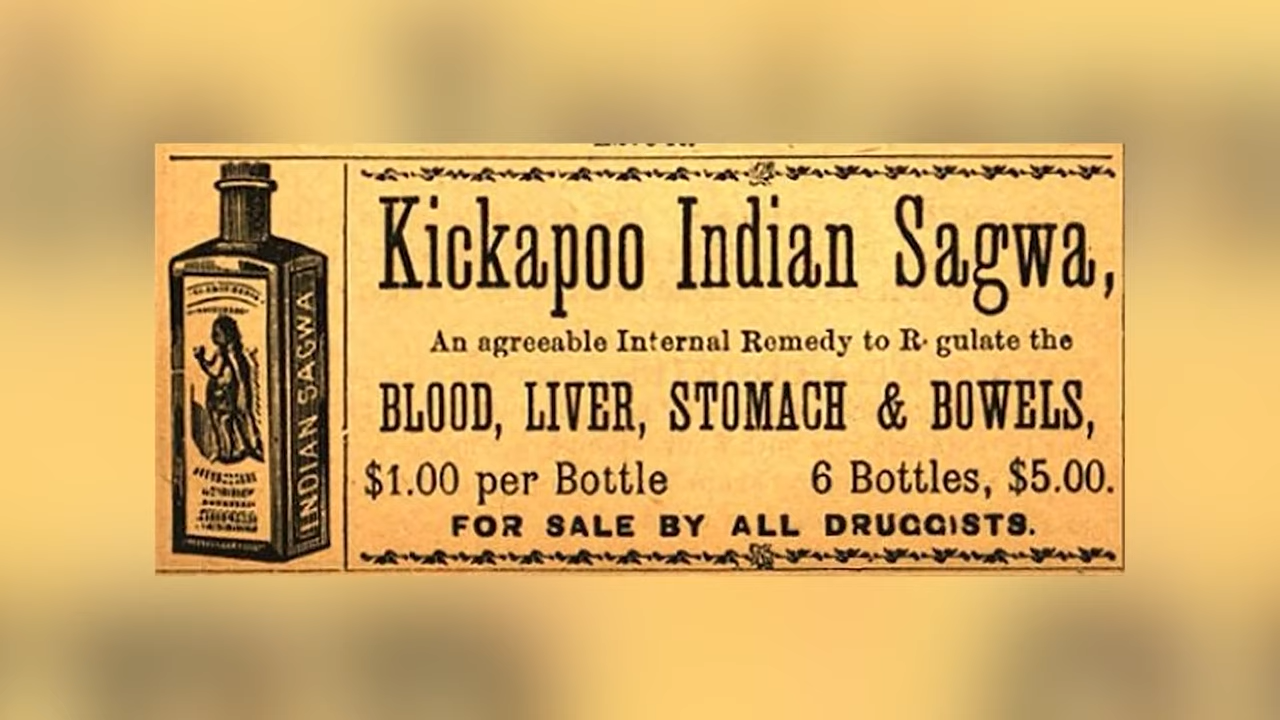 Kickapoo Indian Sagwa,
An agreeable Internal Remedy to R gulate the
BLOOD, LIVER, STOMACH & BOWELS,
$1.00 per Bottle 6 Bottles, $5.00.
FOR SALE BY ALL DRUGGISTS.
INDIAN SAGWA